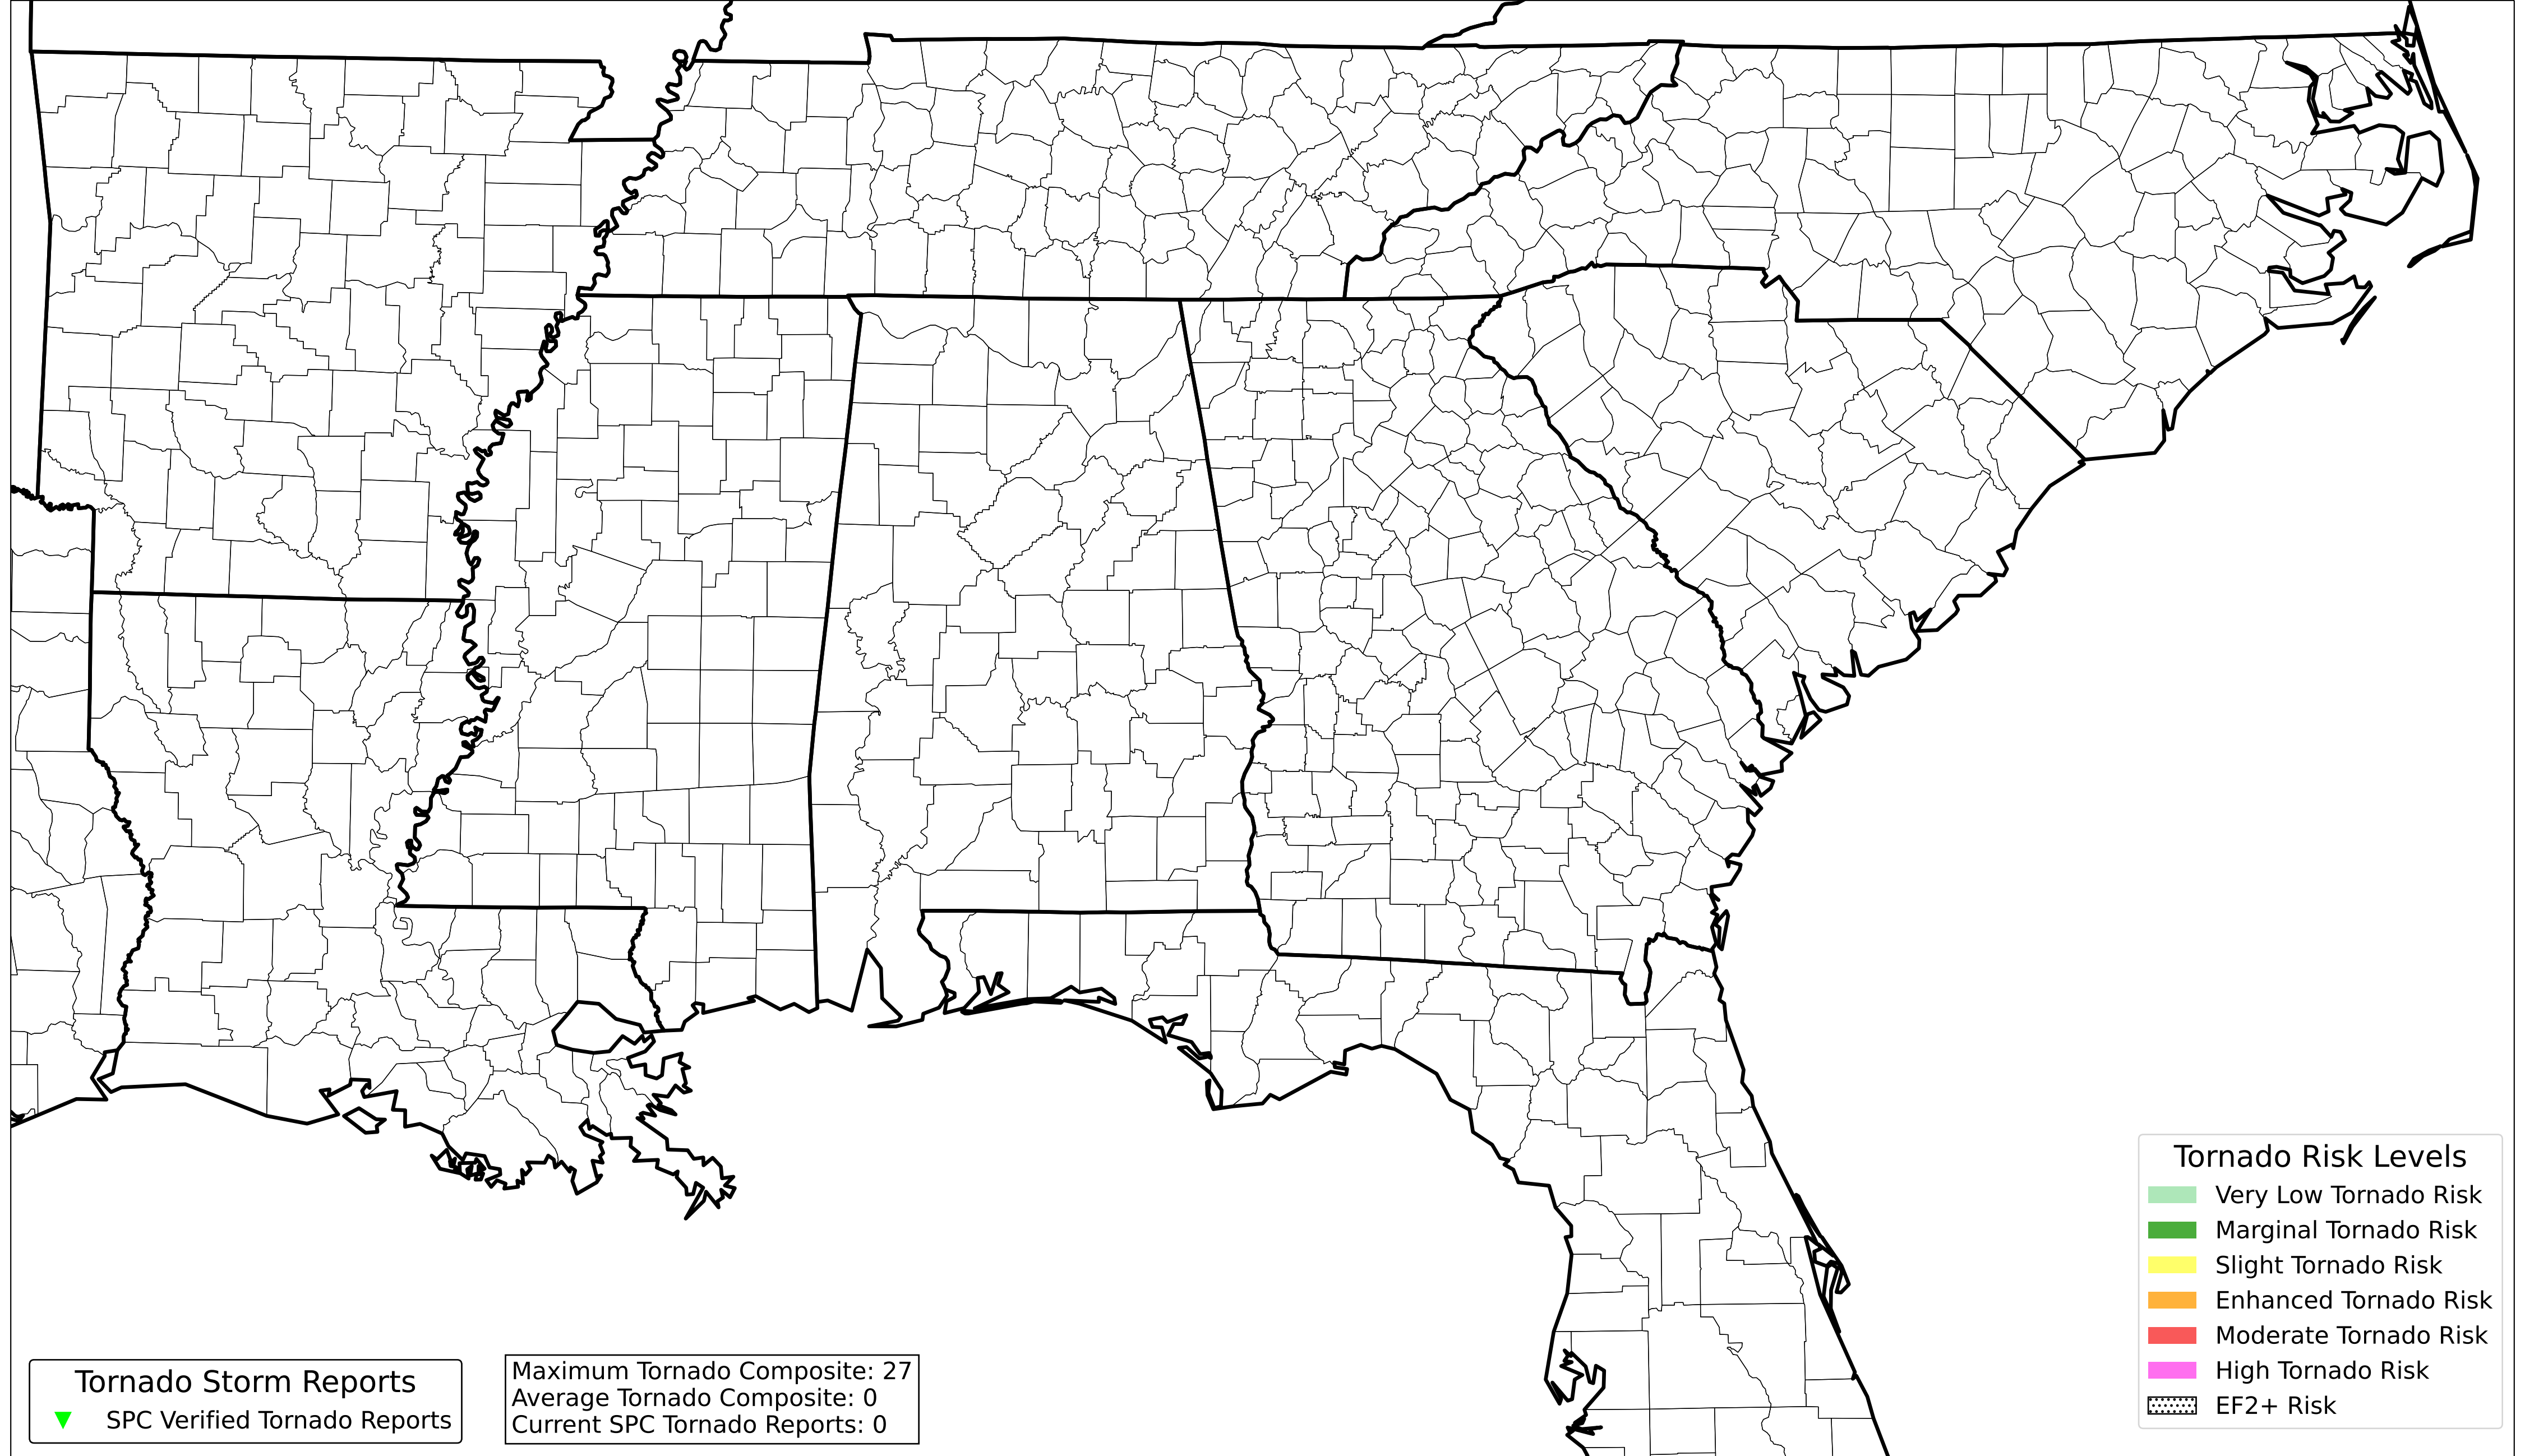 Tornado Risk Levels
Very Low Tornado Risk
Marginal Tornado Risk
Slight Tornado Risk
Enhanced Tornado Risk
Moderate Tornado Risk
High Tornado Risk
EF2+ Risk
Tornado Storm Reports
SPC Verified Tornado Reports
Maximum Tornado Composite: 27
Average Tornado Composite: 0
Current SPC Tornado Reports: 0